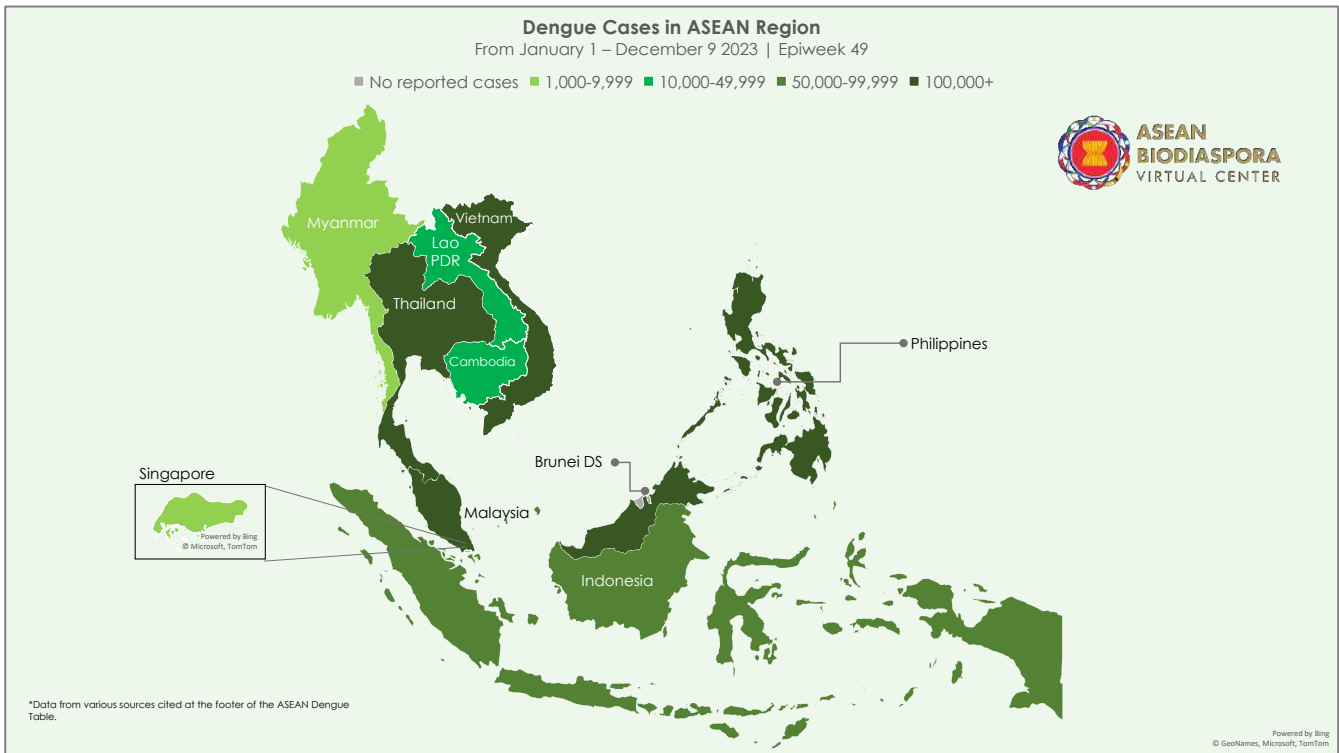 Dengue Cases in ASEAN Region
From January 1 – December 9 2023 | Epiweek 49
No reported cases 1,000-9,999 10,000-49,999 50,000-99,999 100,000+
ASEAN
BIODIASPORA
VIRTUAL CENTER
Myanmar
Vietnam
Lao
PDR
Thailand
Cambodia
Philippines
Brunei DS
Singapore
Powered by Bing
© Microsoft, TomTom
Malaysia
Indonesia
*Data from various sources cited at the footer of the ASEAN Dengue
Table.
Powered by Bing
© GeoNames, Microsoft, TomTom